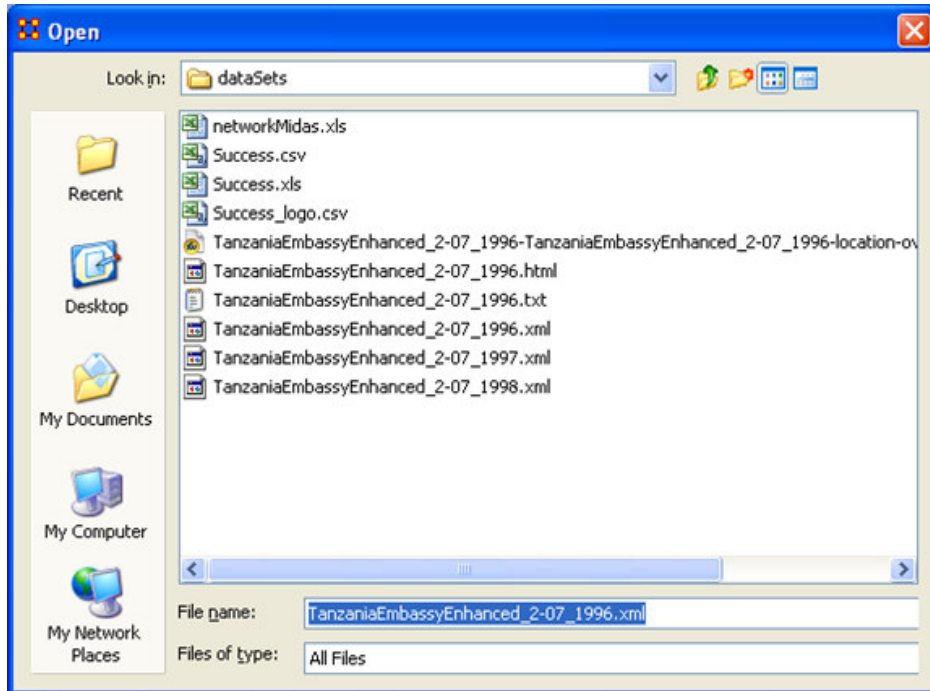 Open
Look in:
dataSets
Recent
Desktop
My Documents
My Computer
My Network
Places
networkMidas.xls
Success.csv
Success.xls
Success_logo.csv
TanzaniaEmbassyEnhanced_2-07_1996-TanzaniaEmbassyEnhanced_2-07_1996-location-ov
TanzaniaEmbassyEnhanced_2-07_1996.html
TanzaniaEmbassyEnhanced_2-07_1996.txt
TanzaniaEmbassyEnhanced_2-07_1996.xml
TanzaniaEmbassyEnhanced_2-07_1997.xml
TanzaniaEmbassyEnhanced_2-07_1998.xml
File name:
TanzaniaEmbassyEnhanced_2-07_1996.xml
Files of type:
All Files